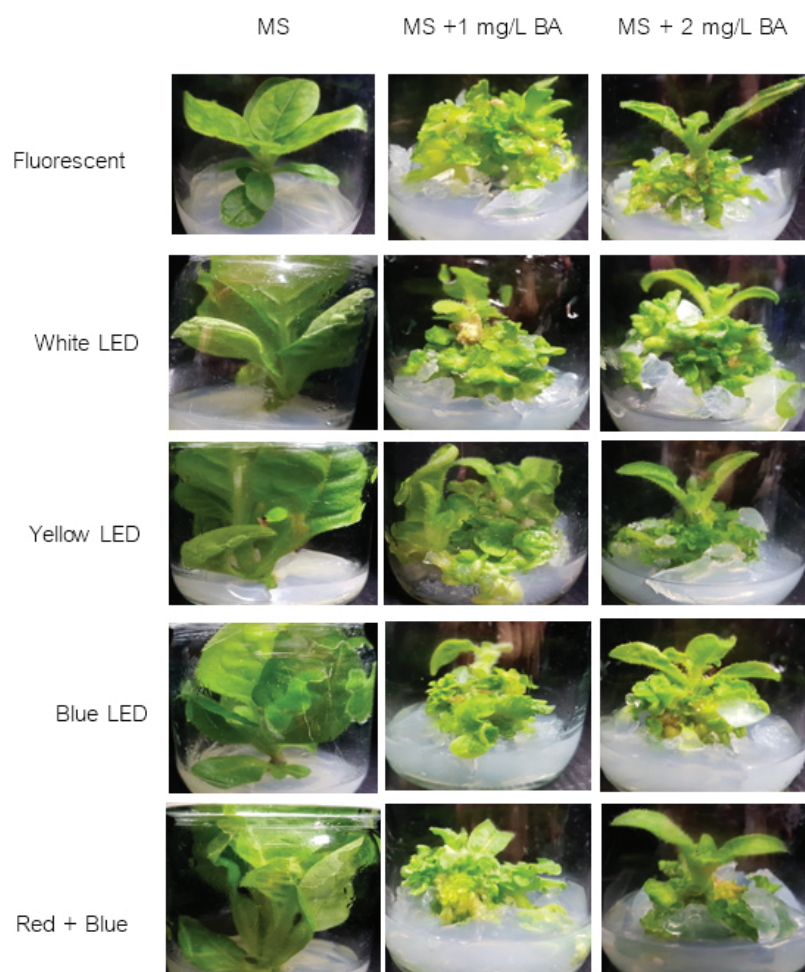 MS
MS +1 mg/L BA
MS + 2 mg/L BA
Fluorescent
White LED
Yellow LED
Blue LED
Red + Blue